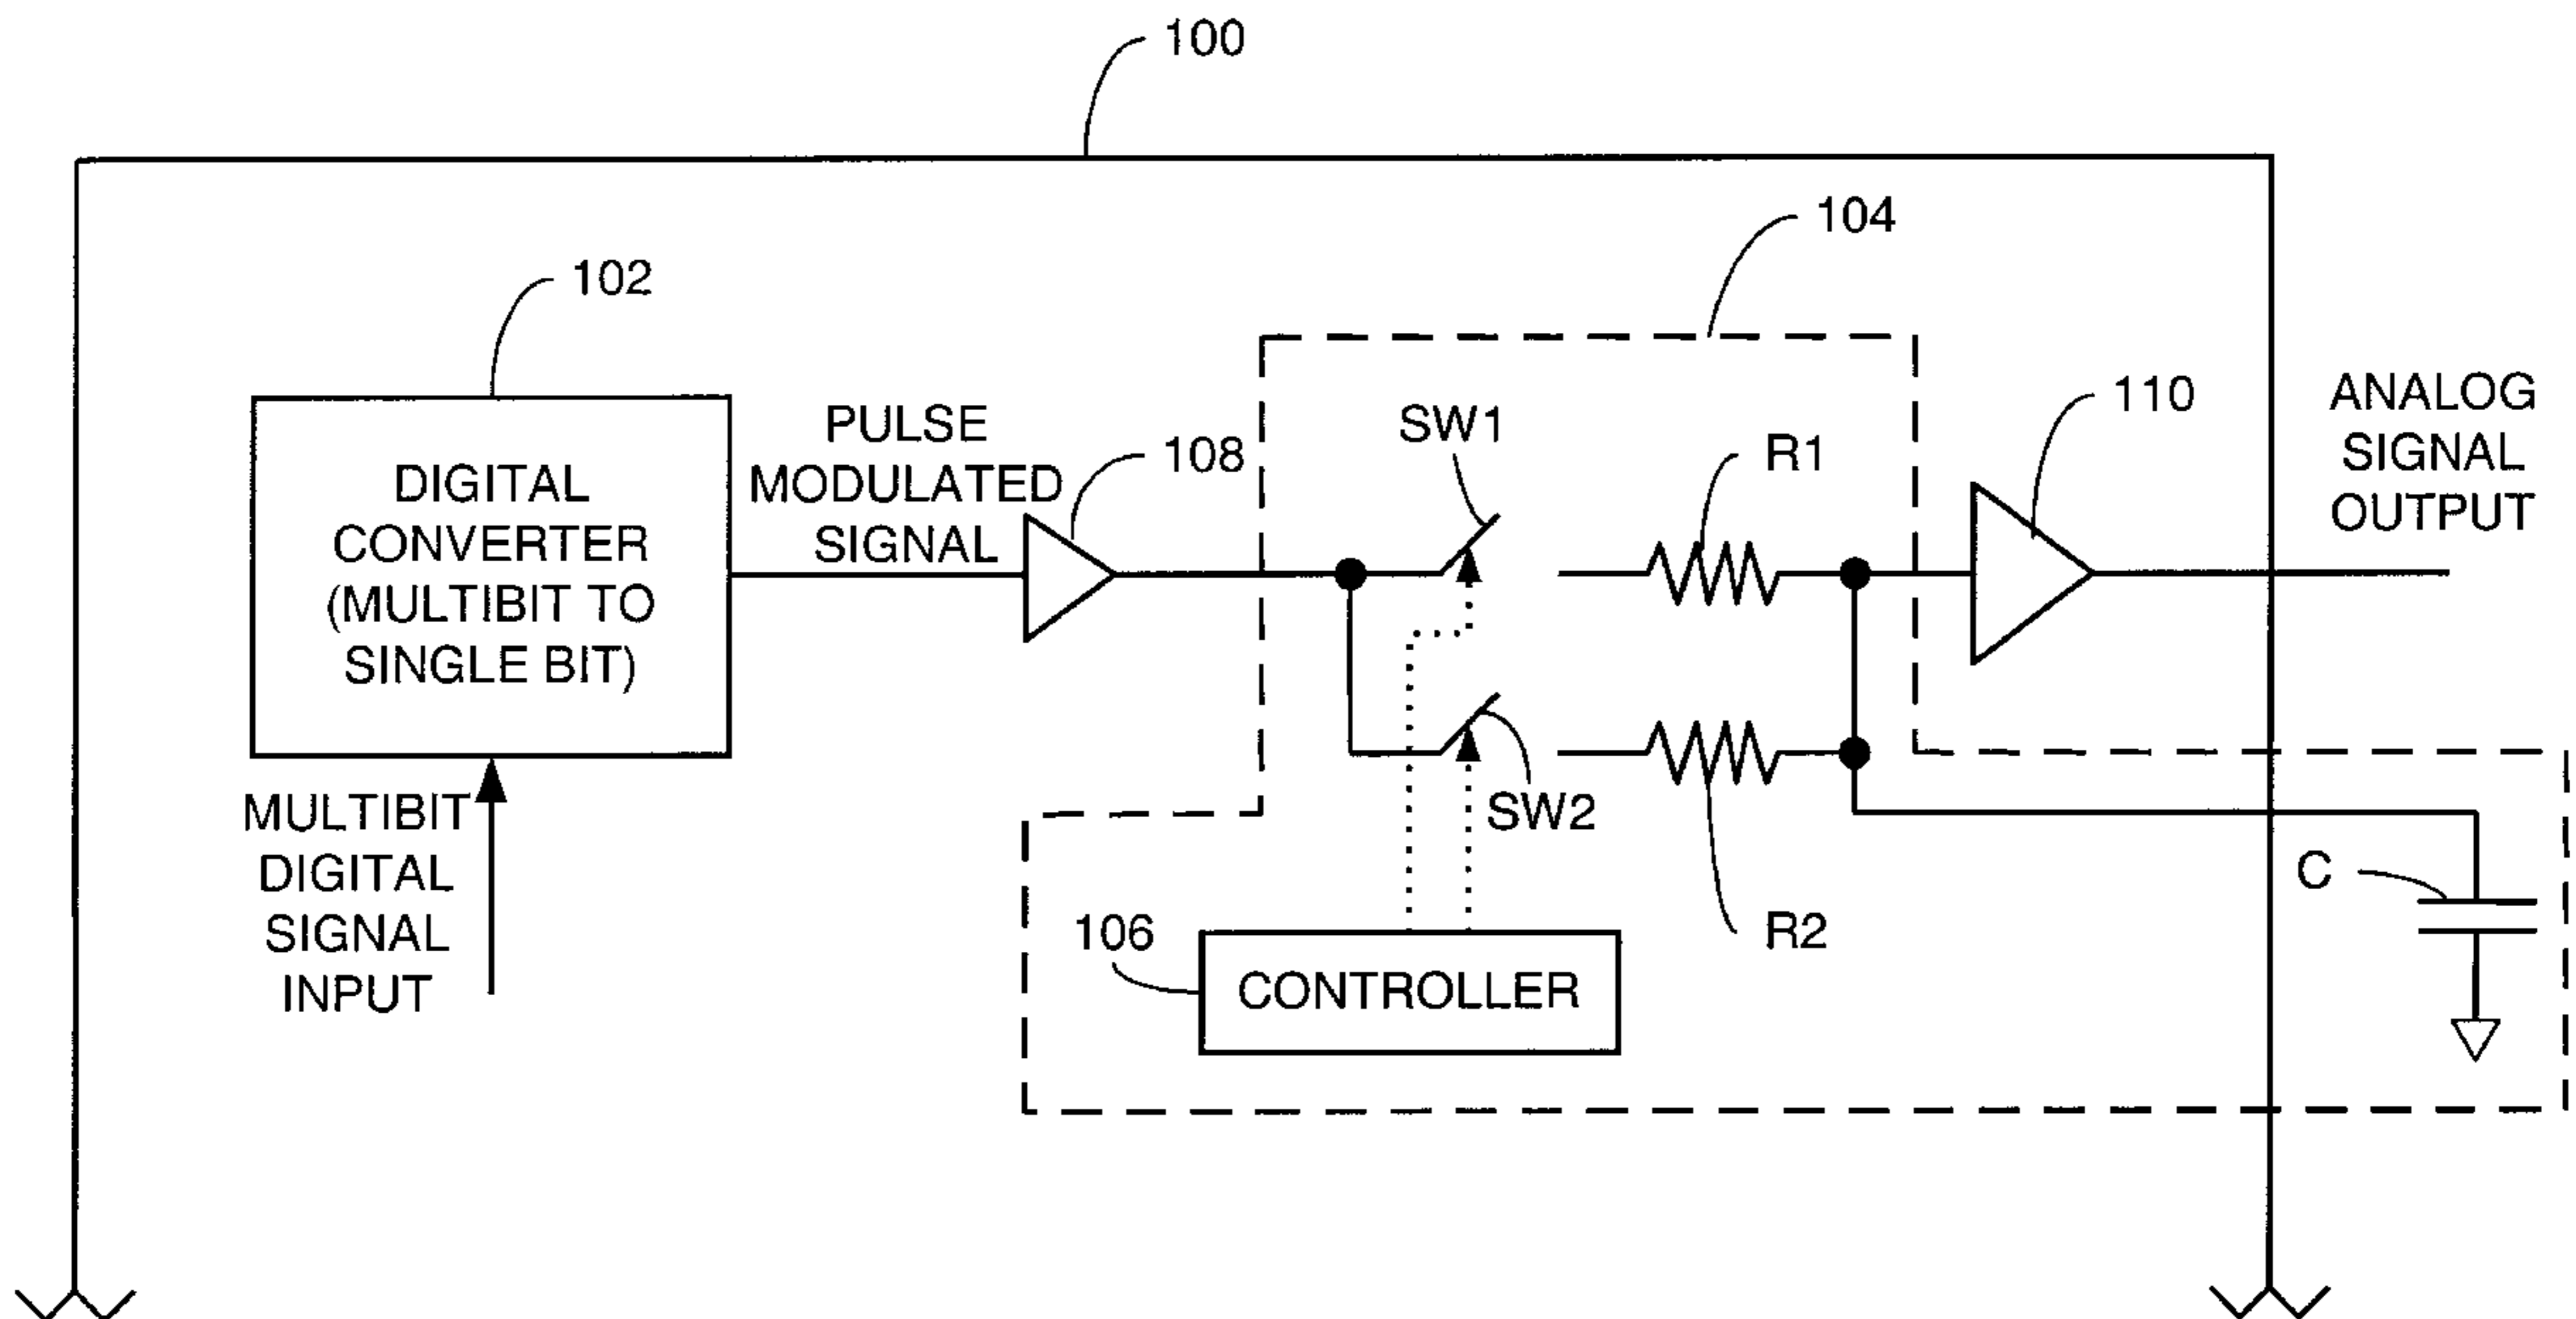 100
104
102
110
ANALOG
SIGNAL
OUTPUT
PULSE
MODULATED
SIGNAL
108
SW1
R1
DIGITAL
CONVERTER
(MULTIBIT TO
SINGLE BIT)
SW2
MULTIBIT
DIGITAL
SIGNAL
INPUT
C
106
R2
CONTROLLER